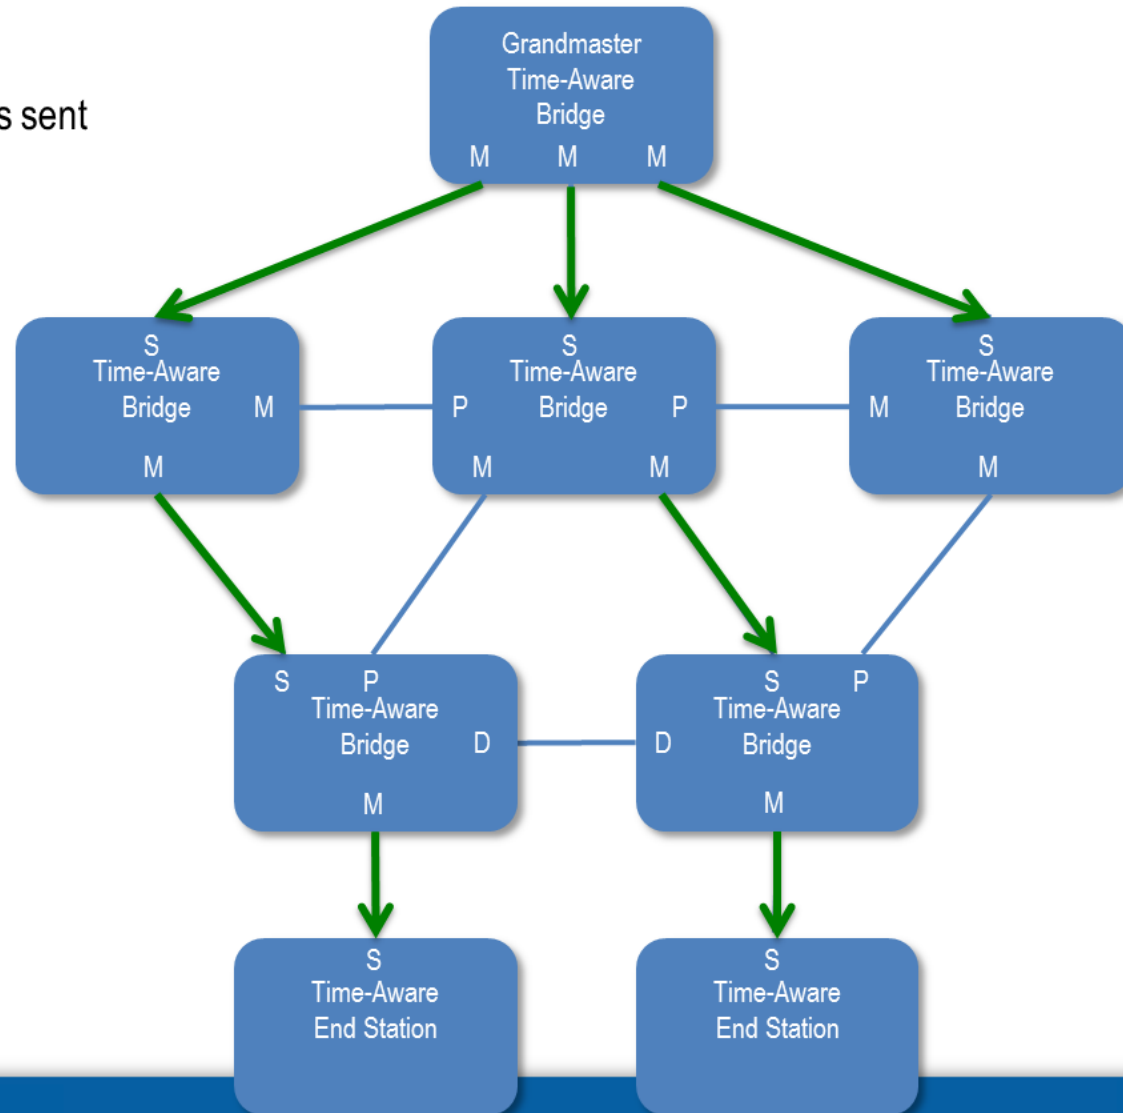 s sent
Grandmaster
Time-Aware
Bridge
M M M
S
Time-Aware
Bridge M
M
S
Time-Aware
P Bridge P
M M
S
Time-Aware
M Bridge
M
S P
Time-Aware
Bridge D
M
S P
Time-Aware
D Bridge
M
S
Time-Aware
End Station
S
Time-Aware
End Station